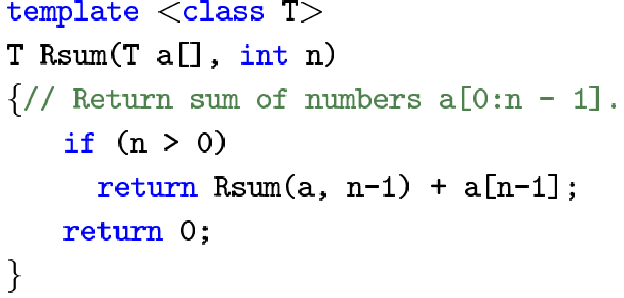 template <class T>
T Rsum(T a[], int n)
{// Return sum of numbers a[0:n - 1].
if (n > 0)
return Rsum(a, n-1) + a[n-1];
return 0;
}